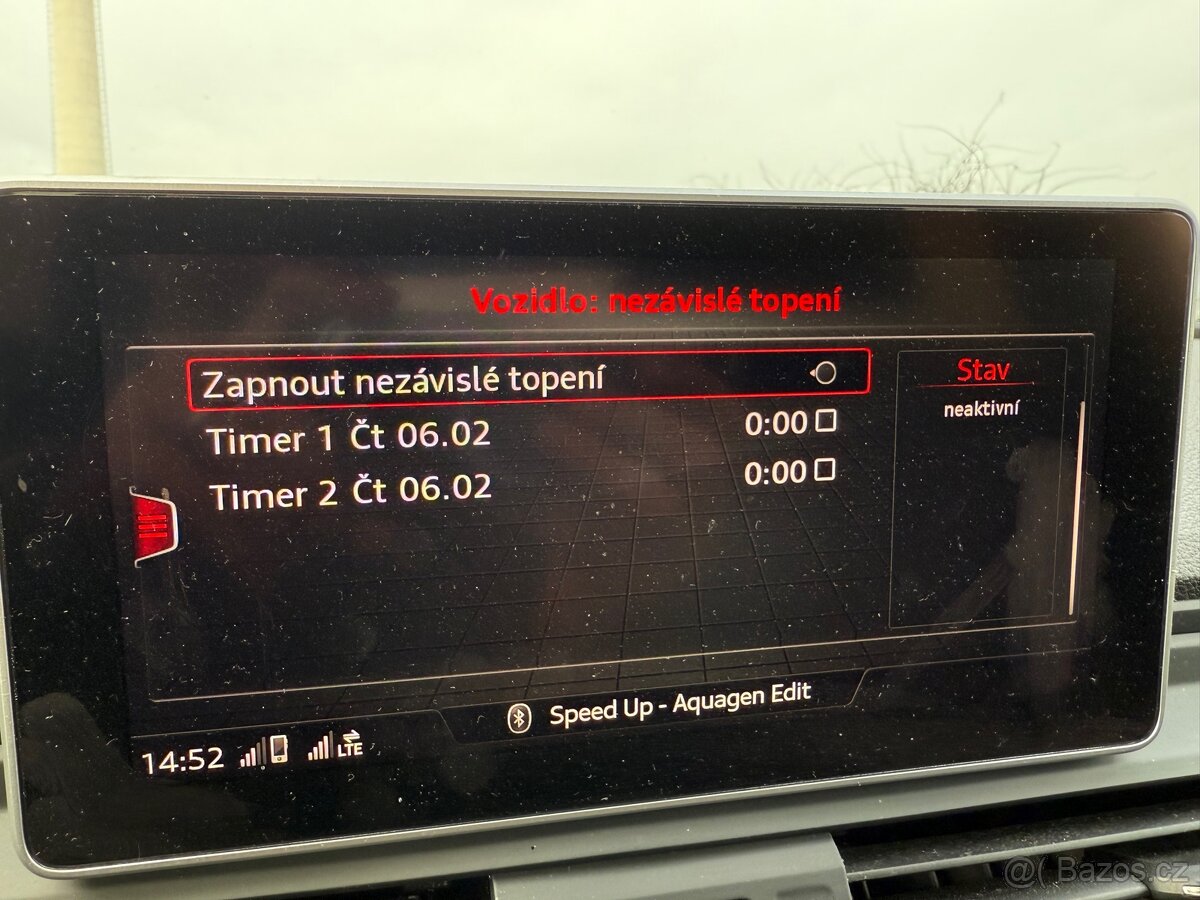 Vozidlo: nezávislé topení
Zapnout nezávislé topení
Timer 1 Čt 06.02 0:00
Timer 2 Čt 06.02 0:00
Stav
neaktivní
Speed Up - Aquagen Edit
14:52 LTE
@( Bazos.cz